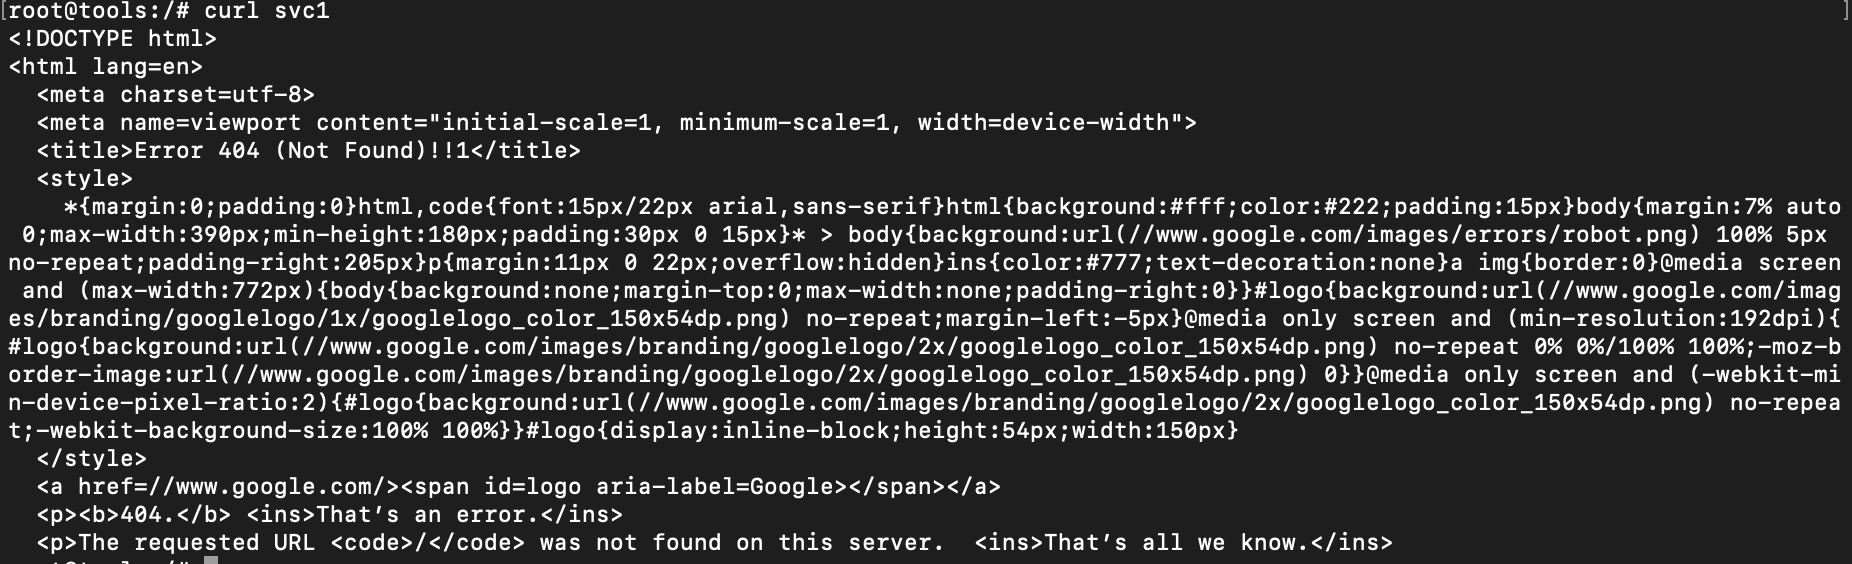 [root@tools:/# curl svc1 ]
<!DOCTYPE html>
<html lang=en>
  <meta charset=utf-8>
  <meta name=viewport content="initial-scale=1, minimum-scale=1, width=device-width">
  <title>Error 404 (Not Found)!!1</title>
  <style>
    *{margin:0;padding:0}html,code{font:15px/22px arial,sans-serif}html{background:#fff;color:#222;padding:15px}body{margin:7% auto
 0;max-width:390px;min-height:180px;padding:30px 0 15px}* > body{background:url(//www.google.com/images/errors/robot.png) 100% 5px
no-repeat;padding-right:205px}p{margin:11px 0 22px;overflow:hidden}ins{color:#777;text-decoration:none}a img{border:0}@media screen
 and (max-width:772px){body{background:none;margin-top:0;max-width:none;padding-right:0}}#logo{background:url(//www.google.com/imag
es/branding/googlelogo/1x/googlelogo_color_150x54dp.png) no-repeat;margin-left:-5px}@media only screen and (min-resolution:192dpi){
#logo{background:url(//www.google.com/images/branding/googlelogo/2x/googlelogo_color_150x54dp.png) no-repeat 0% 0%/100% 100%;-moz-b
order-image:url(//www.google.com/images/branding/googlelogo/2x/googlelogo_color_150x54dp.png) 0}}@media only screen and (-webkit-mi
n-device-pixel-ratio:2){#logo{background:url(//www.google.com/images/branding/googlelogo/2x/googlelogo_color_150x54dp.png) no-repea
t;-webkit-background-size:100% 100%}}#logo{display:inline-block;height:54px;width:150px}
  </style>
  <a href=//www.google.com/><span id=logo aria-label=Google></span></a>
  <p><b>404.</b> <ins>That’s an error.</ins>
  <p>The requested URL <code>/</code> was not found on this server.  <ins>That’s all we know.</ins>